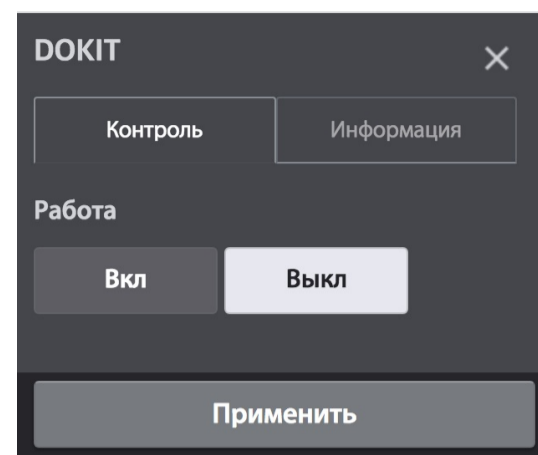 DOKIT
Контроль Информация
Работа
Вкл Выкл
Применить